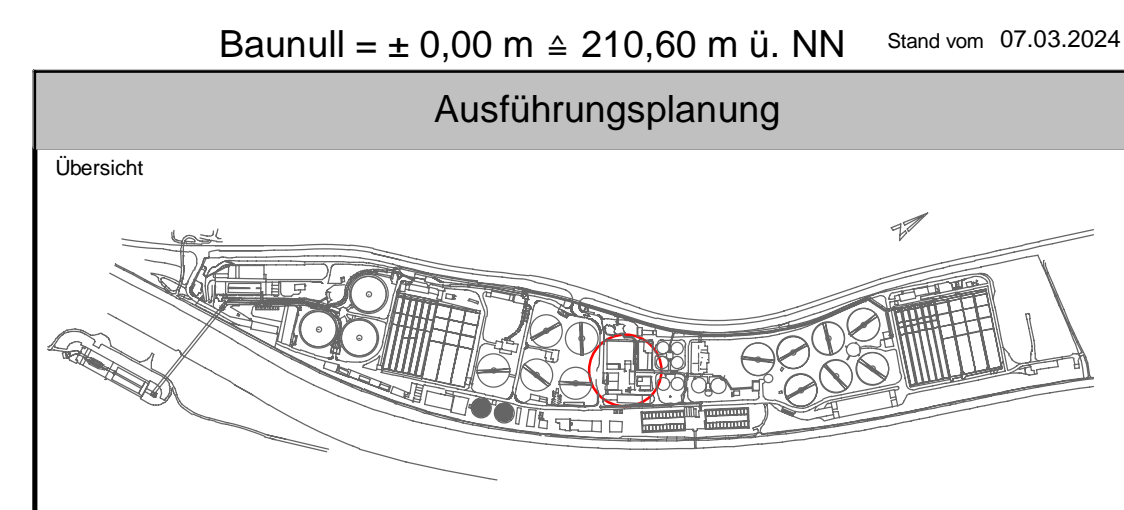 Baunull = ± 0,00 m ≙ 210,60 m ü. NN Stand vom 07.03.2024
Ausführungsplanung
Übersicht